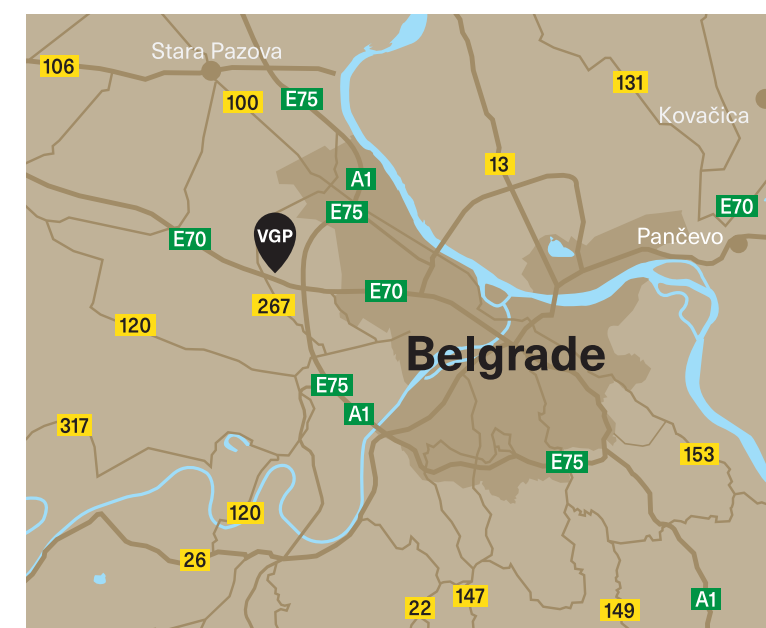 Stara Pazova
106
131
100
E75
Kovačica
13
A1
E70
E75
VGP
E70
Pančevo
E70
267
120
Belgrade
E75
A1
317
153
E75
120
26
147
A1
22
149